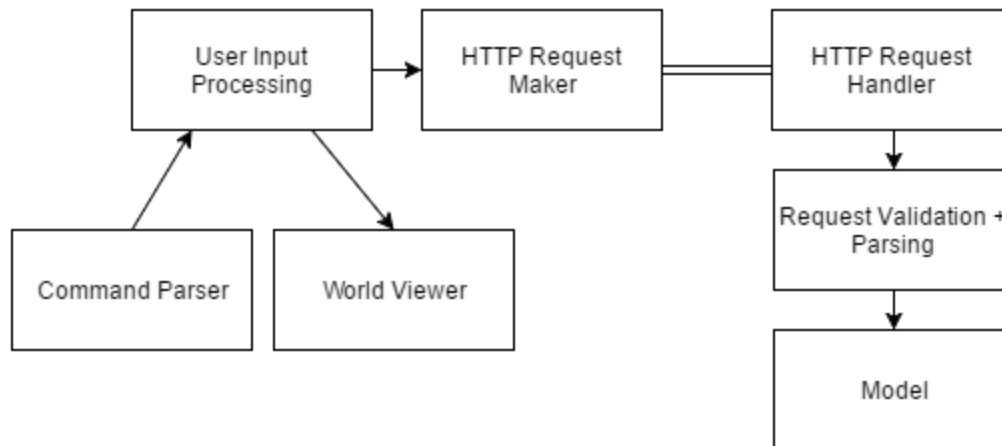 User Input
Processing
HTTP Request
Maker
HTTP Request
Handler
Request Validation +
Parsing
Command Parser
World Viewer
Model